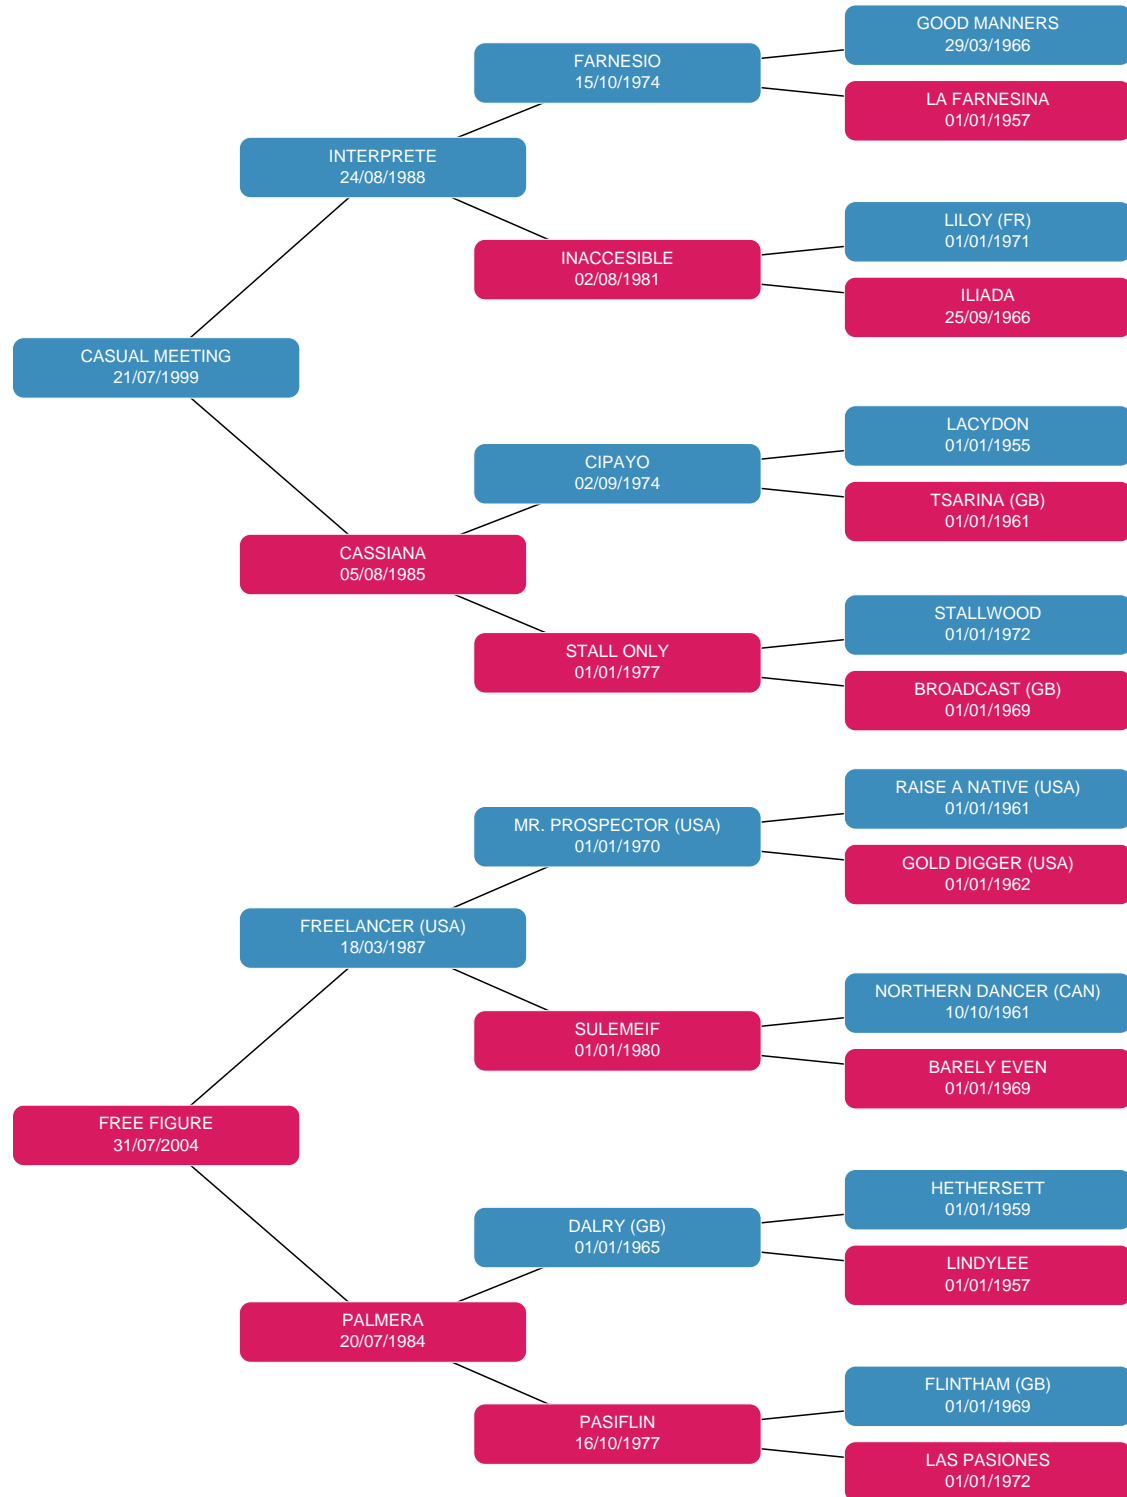 GOOD MANNERS
29/03/1966
FARNESIO
15/10/1974
LA FARNESINA
01/01/1957
INTERPRETE
24/08/1988
LILOY (FR)
01/01/1971
INACCESIBLE
02/08/1981
ILIADA
25/09/1966
CASUAL MEETING
21/07/1999
LACYDON
01/01/1955
CIPAYO
02/09/1974
TSARINA (GB)
01/01/1961
CASSIANA
05/08/1985
STALLWOOD
01/01/1972
STALL ONLY
01/01/1977
BROADCAST (GB)
01/01/1969
RAISE A NATIVE (USA)
01/01/1961
MR. PROSPECTOR (USA)
01/01/1970
GOLD DIGGER (USA)
01/01/1962
FREELANCER (USA)
18/03/1987
NORTHERN DANCER (CAN)
10/10/1961
SULEMEIF
01/01/1980
BARELY EVEN
01/01/1969
FREE FIGURE
31/07/2004
HETHERSETT
01/01/1959
DALRY (GB)
01/01/1965
LINDYLEE
01/01/1957
PALMERA
20/07/1984
FLINTHAM (GB)
01/01/1969
PASIFLIN
16/10/1977
LAS PASIONES
01/01/1972